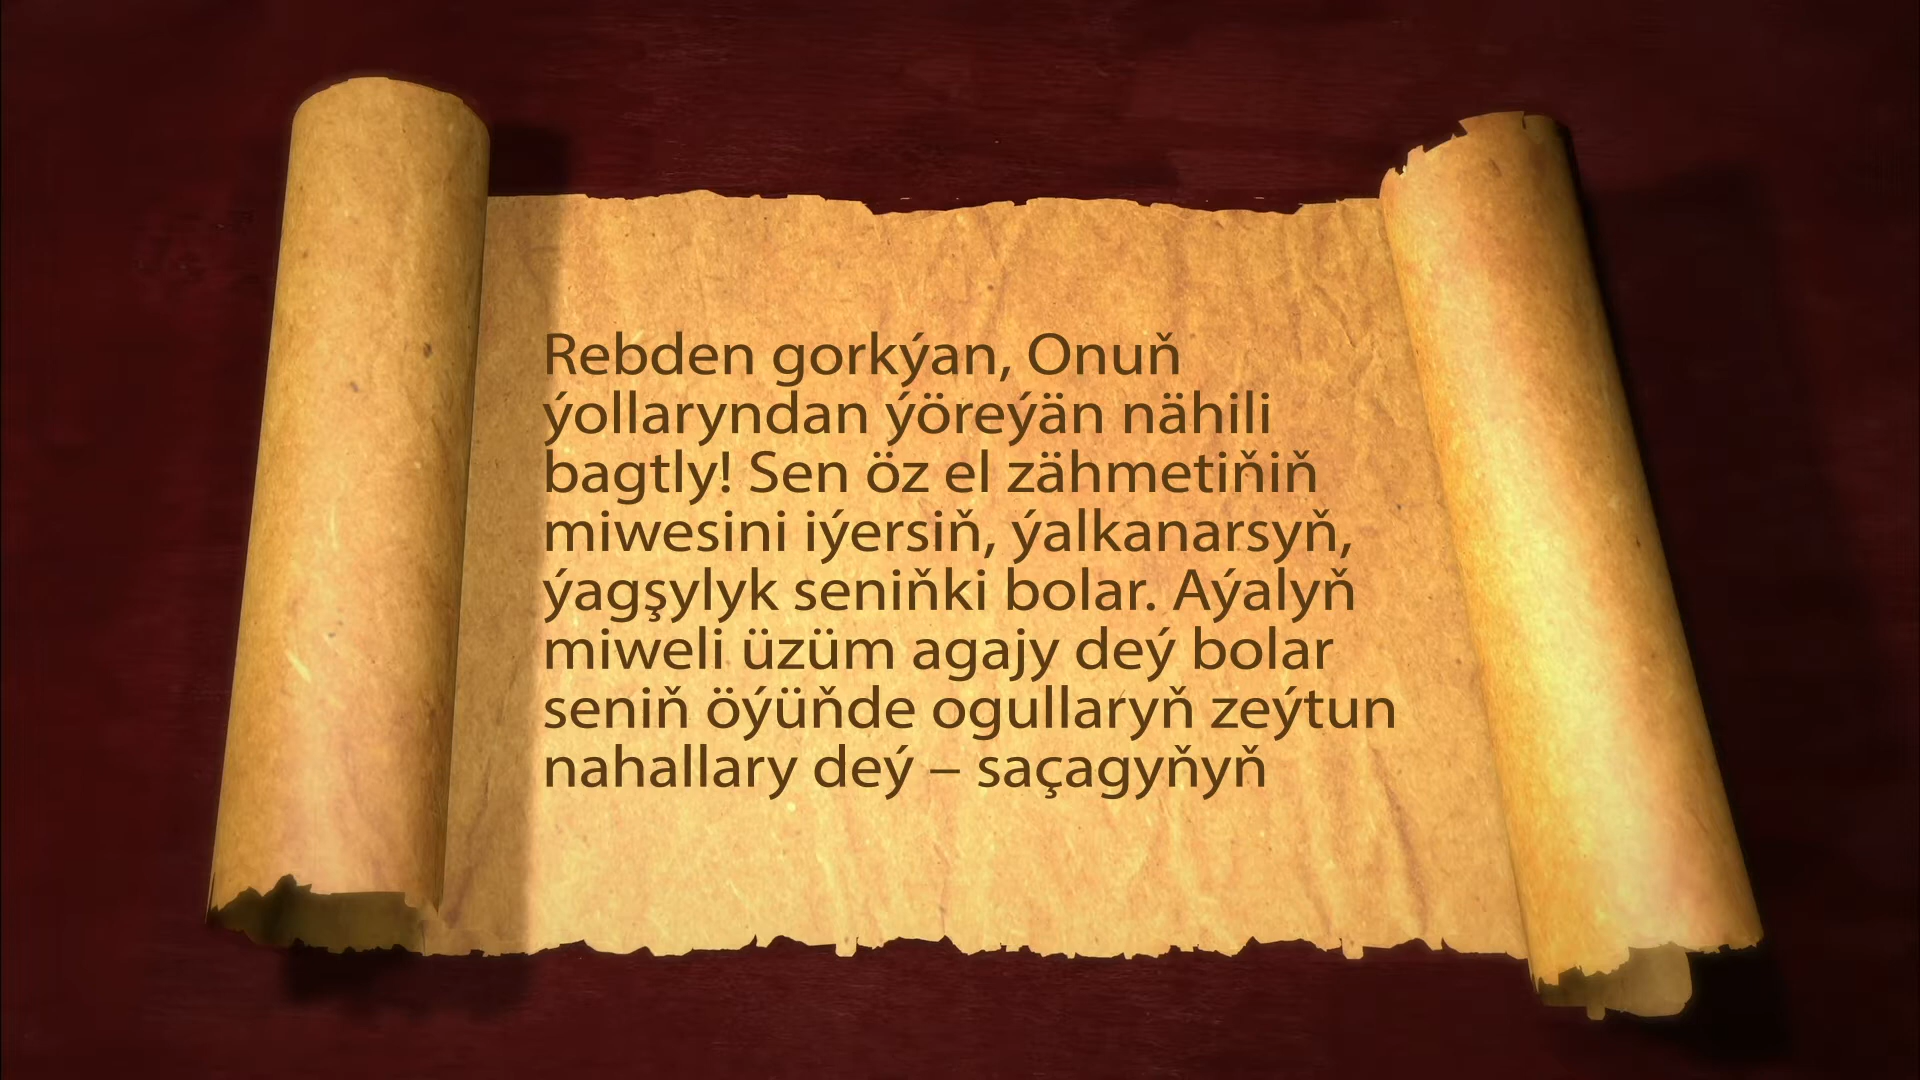 Rebden gorkýan, Onuň
ýollaryndan ýöreýän nähili
bagtly! Sen öz el zähmetiňiň
miwesini iýersiň, ýalkanarsyň,
ýagşylyk seniňki bolar. Aýalyň
miweli üzüm agajy deý bolar
seniň öýüňde ogullaryň zeýtun
nahallary deý – saçagyňyň